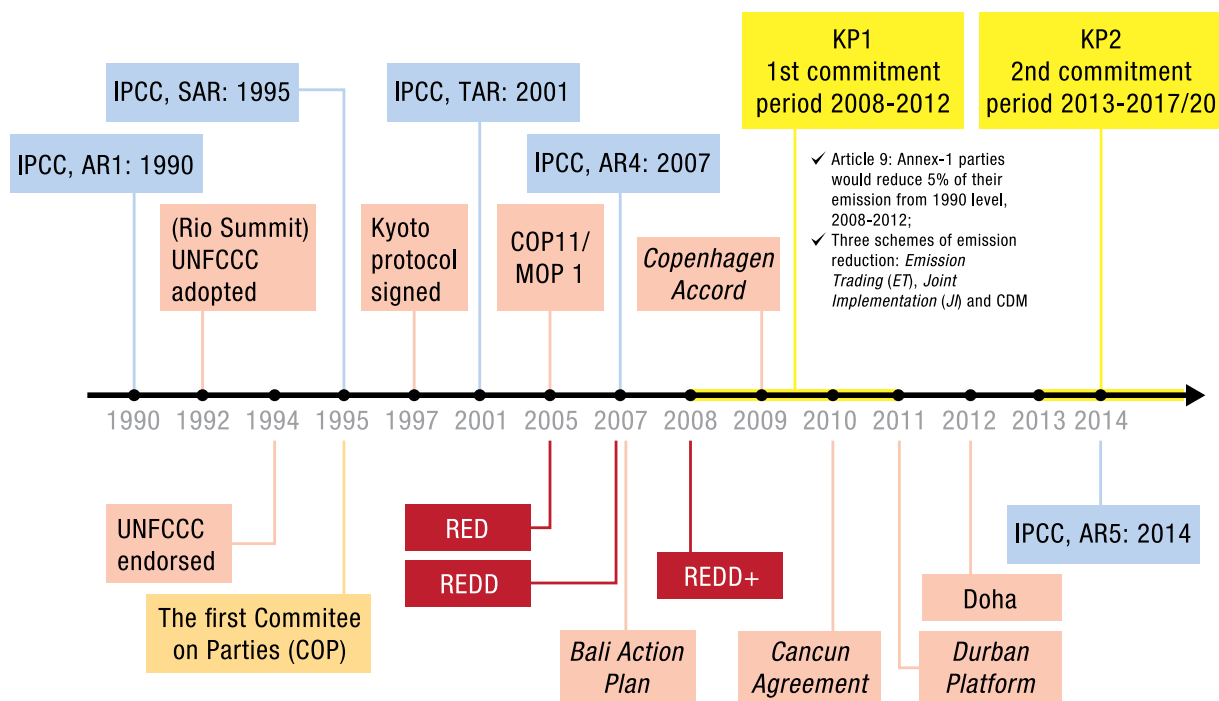 KP1
1st commitment
period 2008-2012
KP2
2nd commitment
period 2013-2017/20
IPCC, SAR: 1995
IPCC, TAR: 2001
IPCC, AR1: 1990
IPCC, AR4: 2007
✓ Article 9: Annex-1 parties
would reduce 5% of their
emission from 1990 level,
2008-2012;
✓ Three schemes of emission
reduction: Emission
Trading (ET), Joint
Implementation (JI) and CDM
(Rio Summit)
UNFCCC
adopted
Kyoto
protocol
signed
COP11/
MOP 1
Copenhagen
Accord
1990 1992 1994 1995 1997 2001 2005 2007 2008 2009 2010 2011 2012 2013 2014
UNFCCC
endorsed
RED
REDD
REDD+
IPCC, AR5: 2014
The first Commitee
on Parties (COP)
Doha
Bali Action
Plan
Cancun
Agreement
Durban
Platform